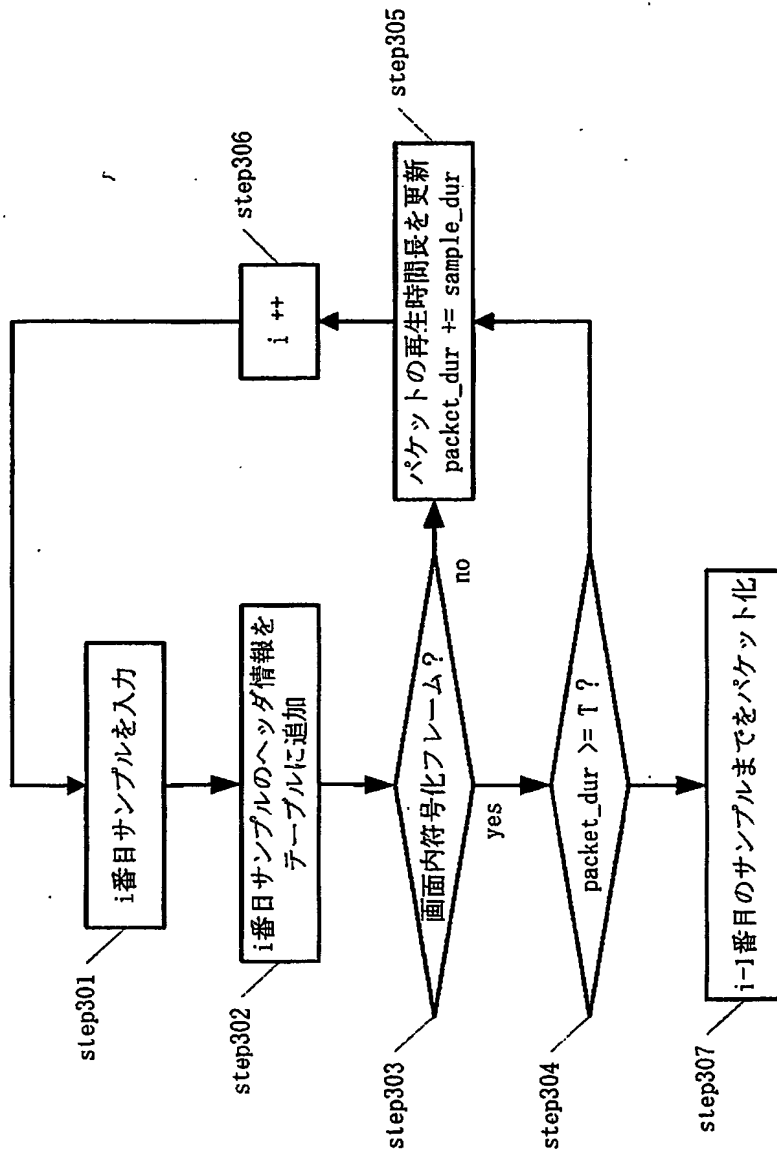 step301
i番目サンプルを入力
step302
i番目サンプルのヘッダ情報を
テーブルに追加
step303
画面内符号化フレーム?
no
yes
step304
packet_dur >= T ?
step305
パケットの再生時間長を更新
packet_dur += sample_dur
step306
i ++
step307
i-1番目のサンプルまでをパケット化